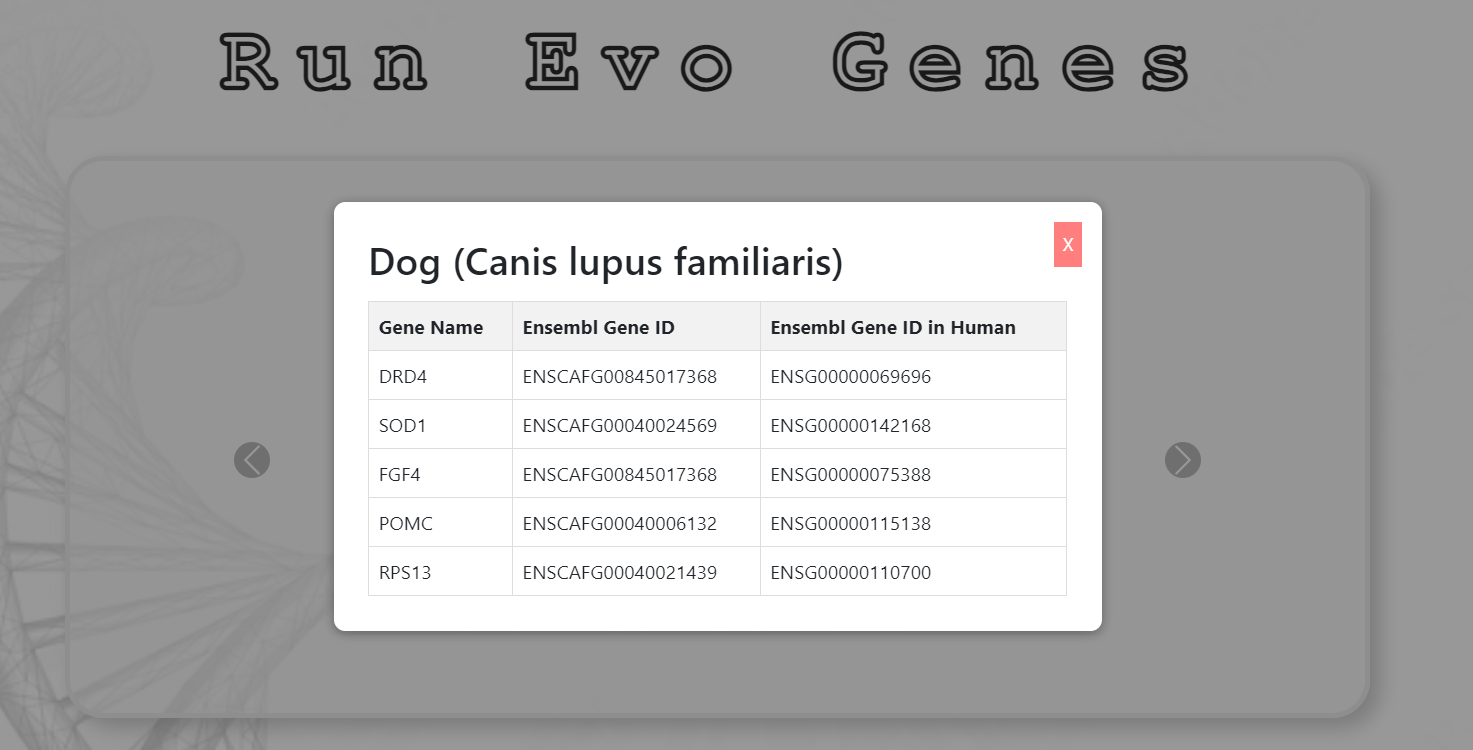 Run Evo Genes
X
Dog (Canis lupus familiaris)
Gene Name Ensembl Gene ID Ensembl Gene ID in Human
DRD4 ENSCAFG00845017368 ENSG00000069696
SOD1 ENSCAFG00040024569 ENSG00000142168
FGF4 ENSCAFG00845017368 ENSG00000075388
POMC ENSCAFG00040006132 ENSG00000115138
RPS13 ENSCAFG00040021439 ENSG00000110700